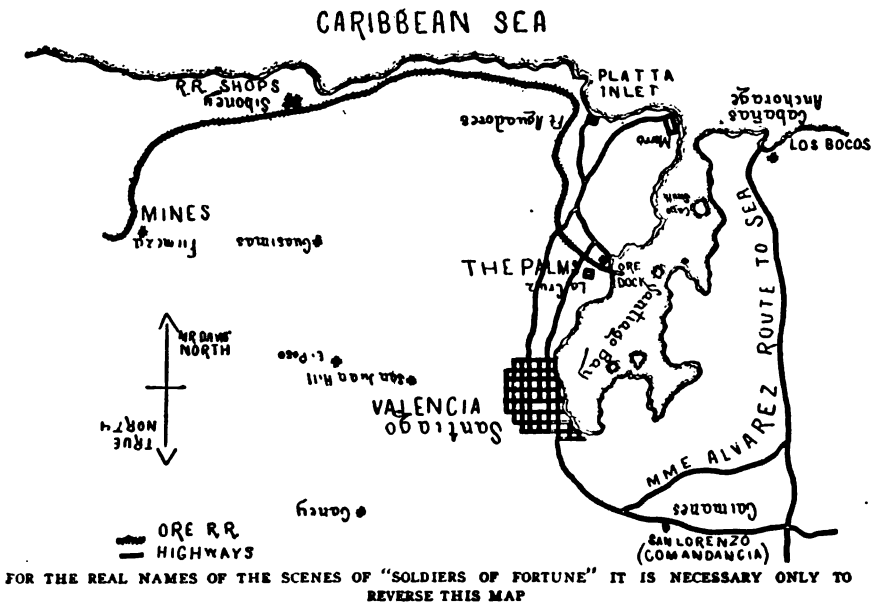 CARIBBEAN SEA
R.R. SHOPS
Siboney
PLATTA
INLET
Aguadores
Morro
Cabañas
Anchorage
LOS BOCOS
MINES
Firmeza
Guasimas
Cayo
Smith
THE PALMS
La Cruz
ORE
DOCK
Santiago Bay
MR DAVIS'
NORTH
TRUE
NORTH
El Poso
San Juan Hill
VALENCIA
Santiago
MME ALVAREZ ROUTE TO SEA
Caney
Caimanes
SAN LORENZO
(COMANDANCIA)
ORE R.R.
HIGHWAYS
FOR THE REAL NAMES OF THE SCENES OF "SOLDIERS OF FORTUNE" IT IS NECESSARY ONLY TO
REVERSE THIS MAP